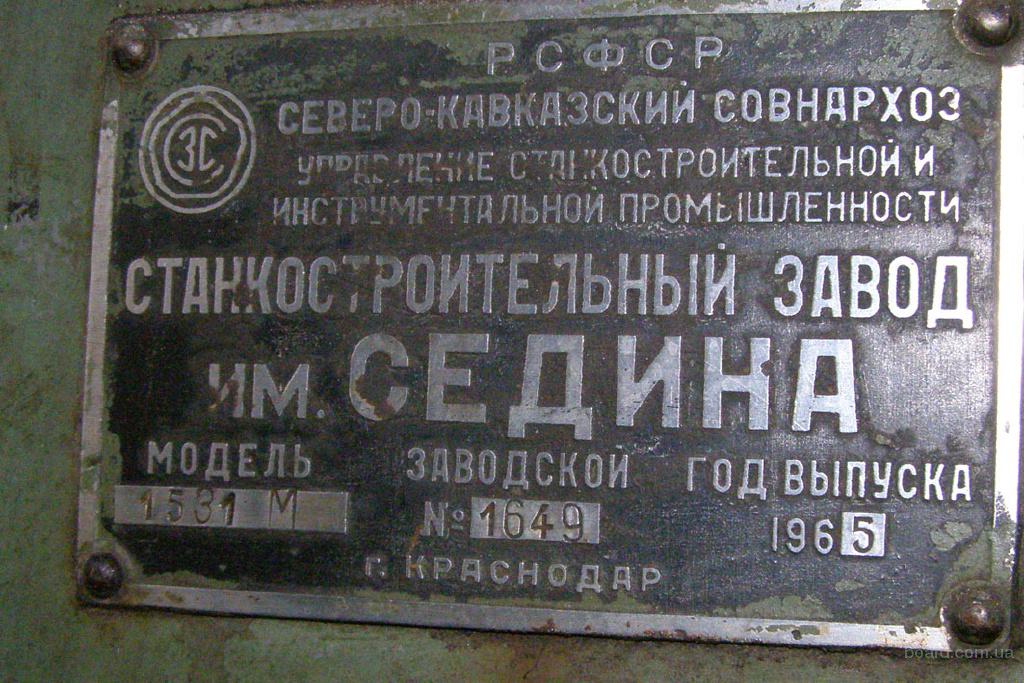 РСФСР
ЗС
СЕВЕРО-КАВКАЗСКИЙ СОВНАРХОЗ
УПРАВЛЕНИЕ СТАНКОСТРОИТЕЛЬНОЙ И
ИНСТРУМЕНТАЛЬНОЙ ПРОМЫШЛЕННОСТИ
СТАНКОСТРОИТЕЛЬНЫЙ ЗАВОД
ИМ. СЕДИНА
МОДЕЛЬ ЗАВОДСКОЙ ГОД ВЫПУСКА
1531 М № 1649 1965
г. КРАСНОДАР
board.com.ua